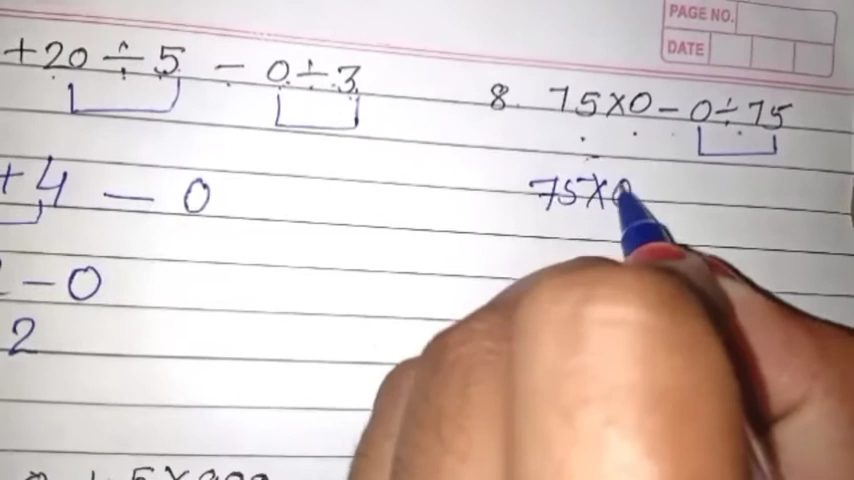 PAGE NO.
DATE
+20÷5 - 0÷3
+4 — 0
- 0
2
8. 75×0-0÷75
75×0